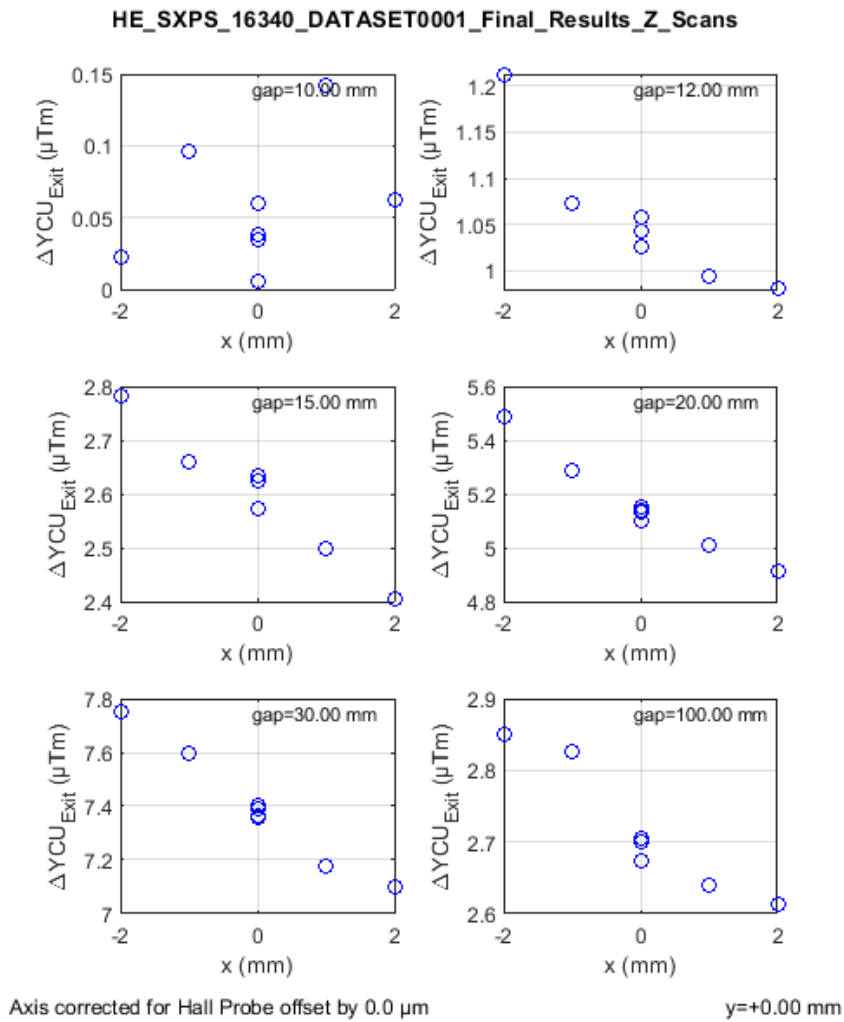 HE_SXPS_16340_DATASET0001_Final_Results_Z_Scans
0.15
0.1
0.05
0
-2
0
2
x (mm)
ΔYCU_Exit (µTm)
gap=10.00 mm
1.2
1.15
1.1
1.05
1
-2
0
2
x (mm)
ΔYCU_Exit (µTm)
gap=12.00 mm
2.8
2.7
2.6
2.5
2.4
-2
0
2
x (mm)
ΔYCU_Exit (µTm)
gap=15.00 mm
5.6
5.4
5.2
5
4.8
-2
0
2
x (mm)
ΔYCU_Exit (µTm)
gap=20.00 mm
7.8
7.6
7.4
7.2
7
-2
0
2
x (mm)
ΔYCU_Exit (µTm)
gap=30.00 mm
2.9
2.8
2.7
2.6
-2
0
2
x (mm)
ΔYCU_Exit (µTm)
gap=100.00 mm
Axis corrected for Hall Probe offset by 0.0 µm
y=+0.00 mm